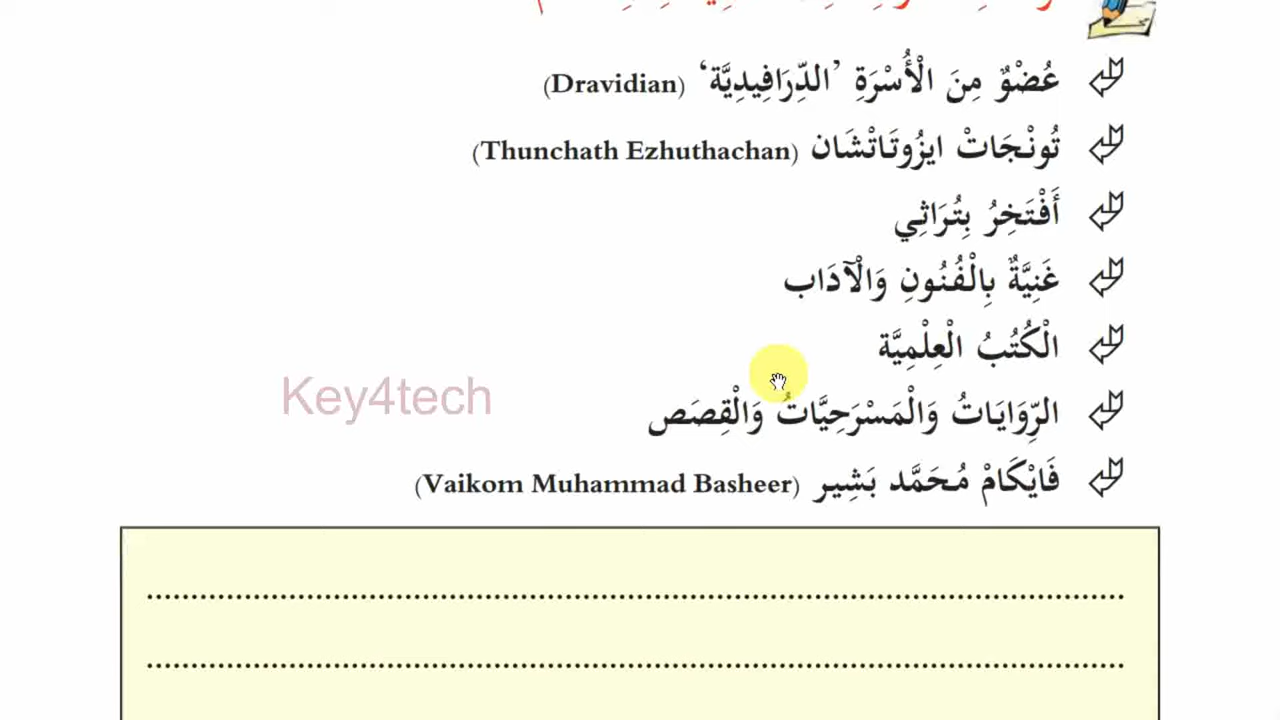 عُضْوٌ مِنَ الْأُسْرَةِ ’الدِّرَافِيدِيَّة‘ (Dravidian)
تُونْجَاتْ ايزُوتَاتْشَان (Thunchath Ezhuthachan)
أَفْتَخِرُ بِتُرَاثِي
غَنِيَّةٌ بِالْفُنُونِ وَالْآدَاب
الْكُتُبُ الْعِلْمِيَّة
Key4tech
الرِّوَايَاتُ وَالْمَسْرَحِيَّاتُ وَالْقِصَص
فَايْكَامْ مُحَمَّد بَشِير (Vaikom Muhammad Basheer)